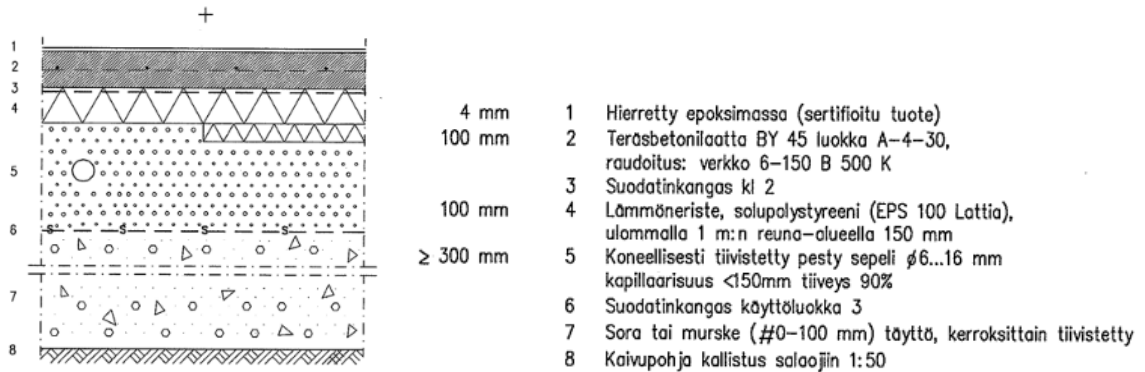 1
2
3
4
5
6
7
8
S S S S
4 mm 1 Hierretty epoksimassa (sertifioitu tuote)
100 mm 2 Teräsbetonilaatta BY 45 luokka A-4-30,
raudoitus: verkko 6-150 B 500 K
3 Suodatinkangas kl 2
100 mm 4 Lämmöneriste, solupolystyreeni (EPS 100 Lattia),
ulommalla 1 m:n reuna-alueella 150 mm
≥ 300 mm 5 Koneellisesti tiivistetty pesty sepeli ø6...16 mm
kapillaarisuus <150mm tiiveys 90%
6 Suodatinkangas käyttöluokka 3
7 Sora tai murske (#0-100 mm) täyttö, kerroksittain tiivistetty
8 Kaivupohja kallistus salaojiin 1:50